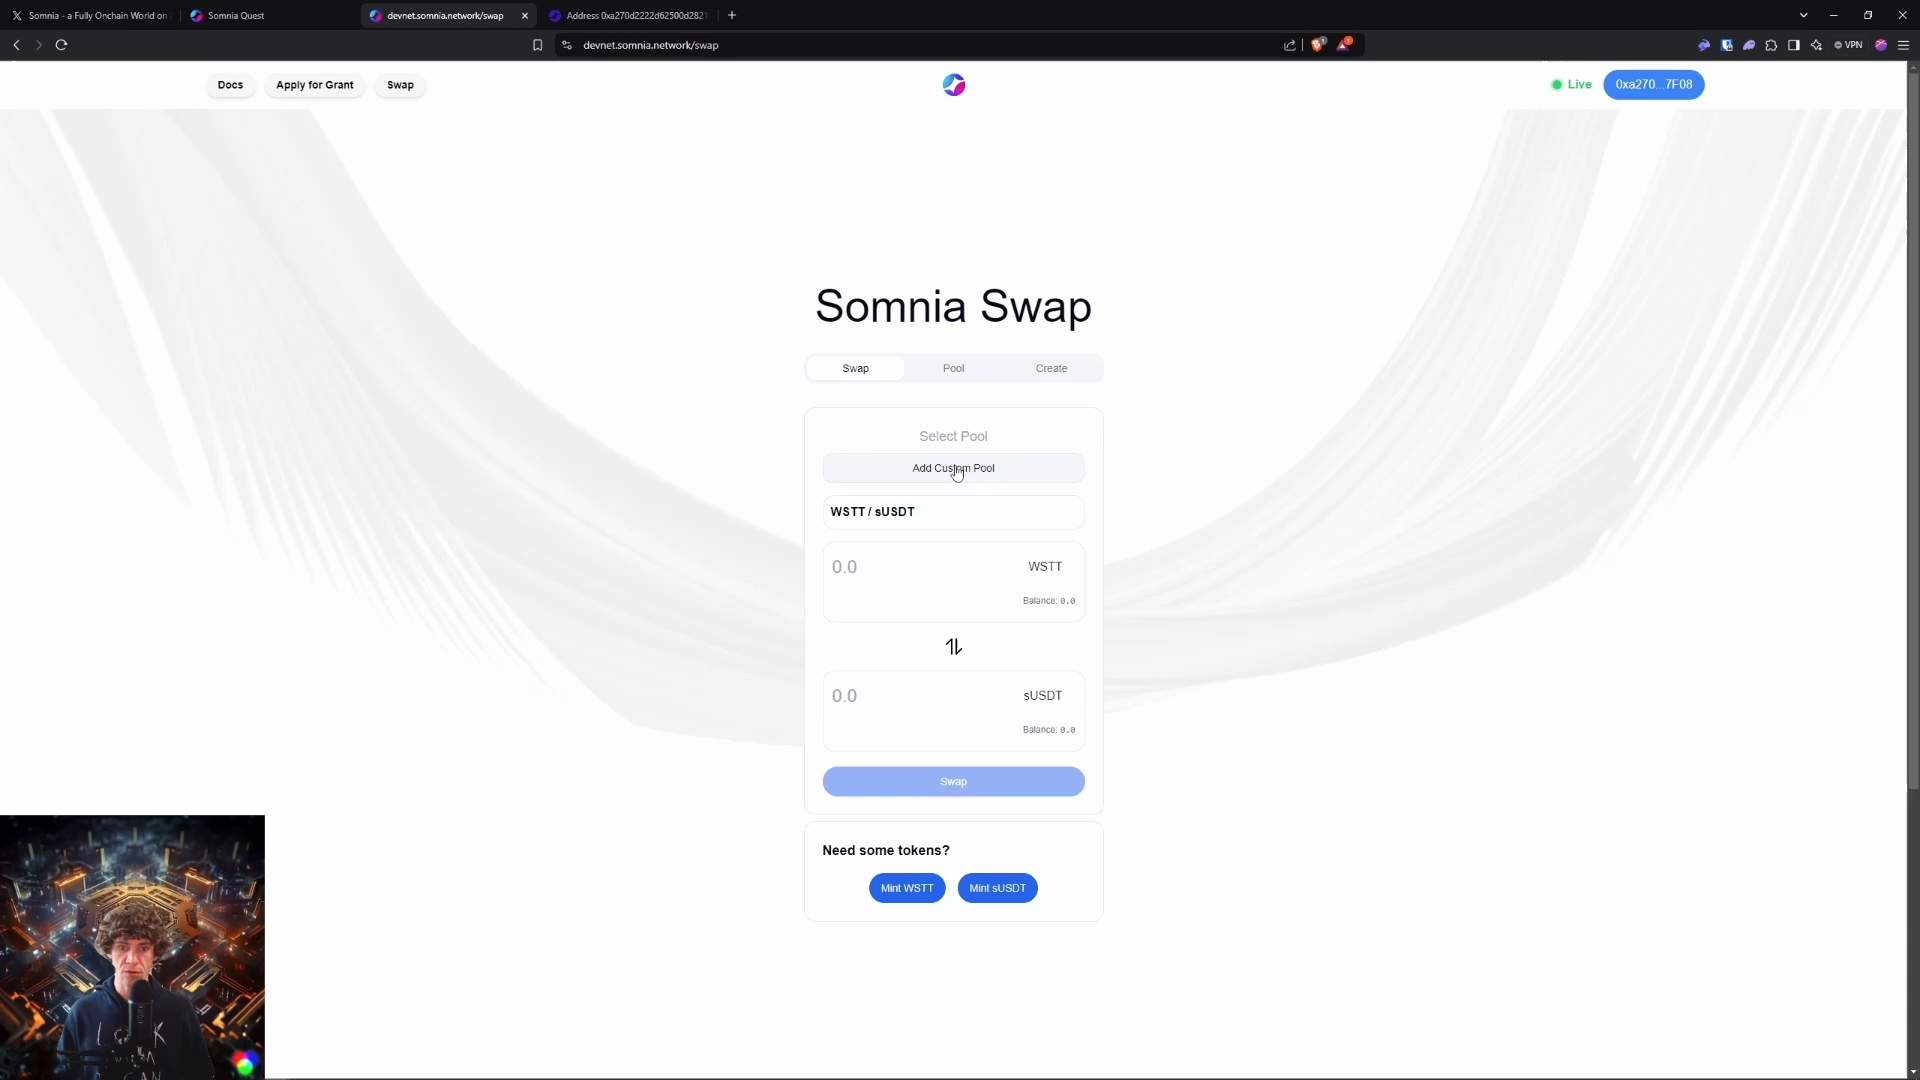 Somnia - a Fully Onchain World on
Somnia Quest
devnet.somnia.network/swap
Address 0xa270d2222d62500d2821
devnet.somnia.network/swap
VPN
Docs
Apply for Grant
Swap
Live
0xa270...7F08
Somnia Swap
Swap
Pool
Create
Select Pool
Add Custom Pool
WSTT / sUSDT
0.0
WSTT
Balance: 0.0
0.0
sUSDT
Balance: 0.0
Swap
Need some tokens?
Mint WSTT
Mint sUSDT